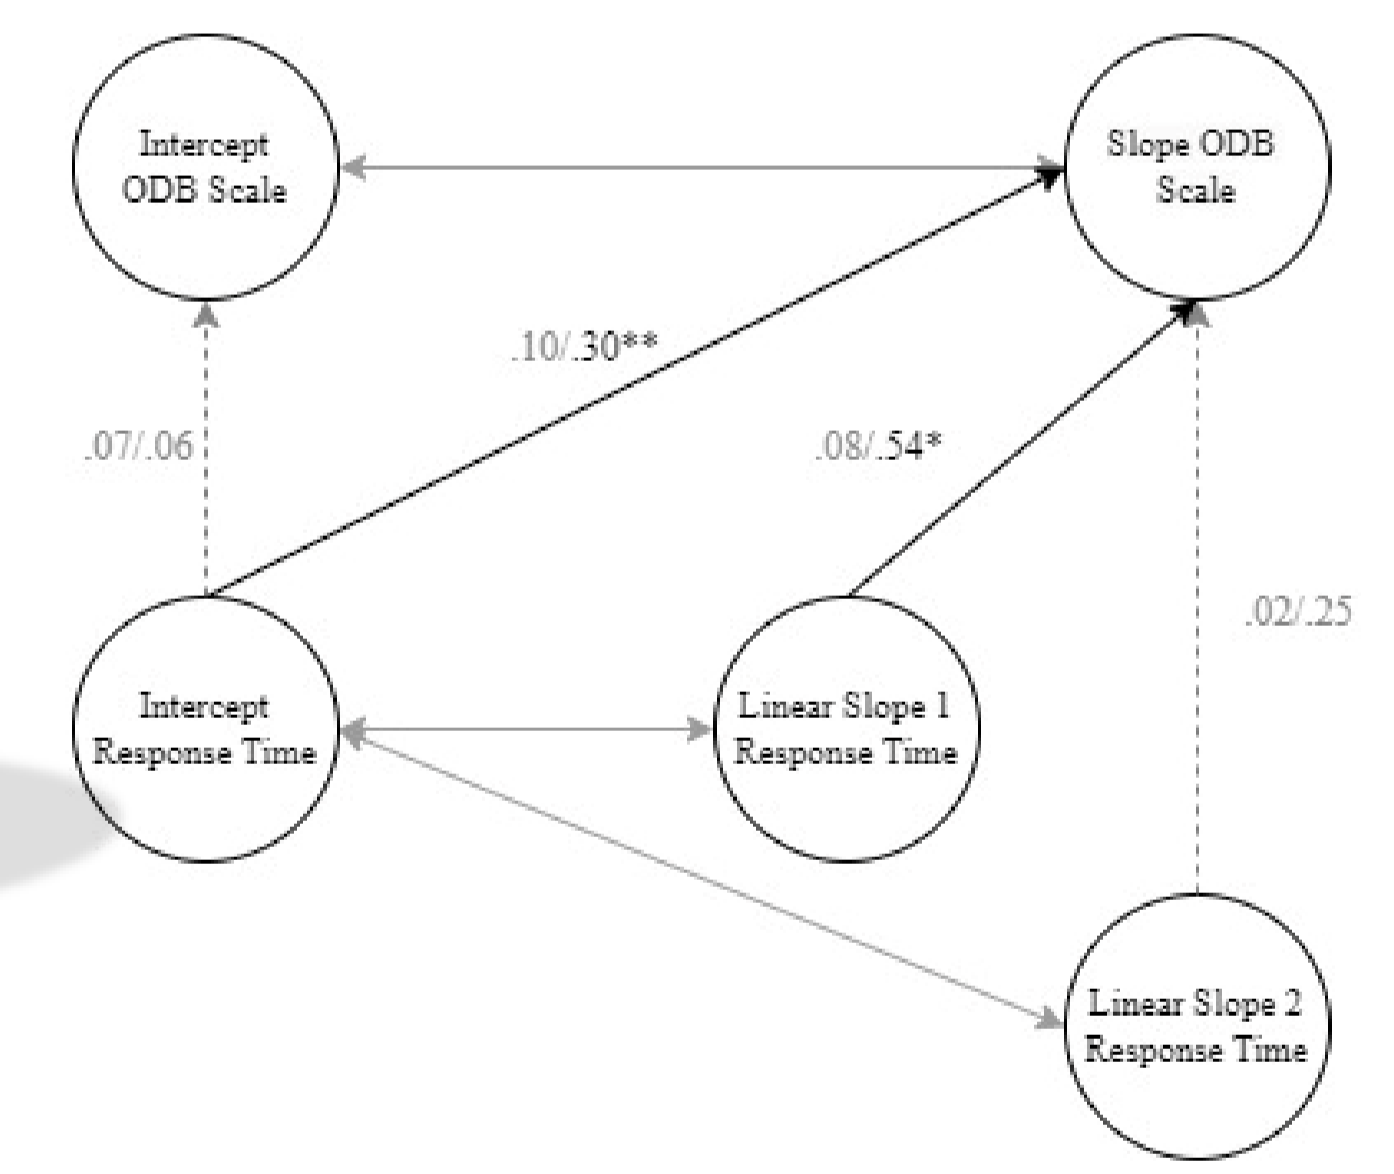 Intercept
ODB Scale
Slope ODB
Scale
.10/.30**
.07/.06
.08/.54*
.02/.25
Intercept
Response Time
Linear Slope 1
Response Time
Linear Slope 2
Response Time